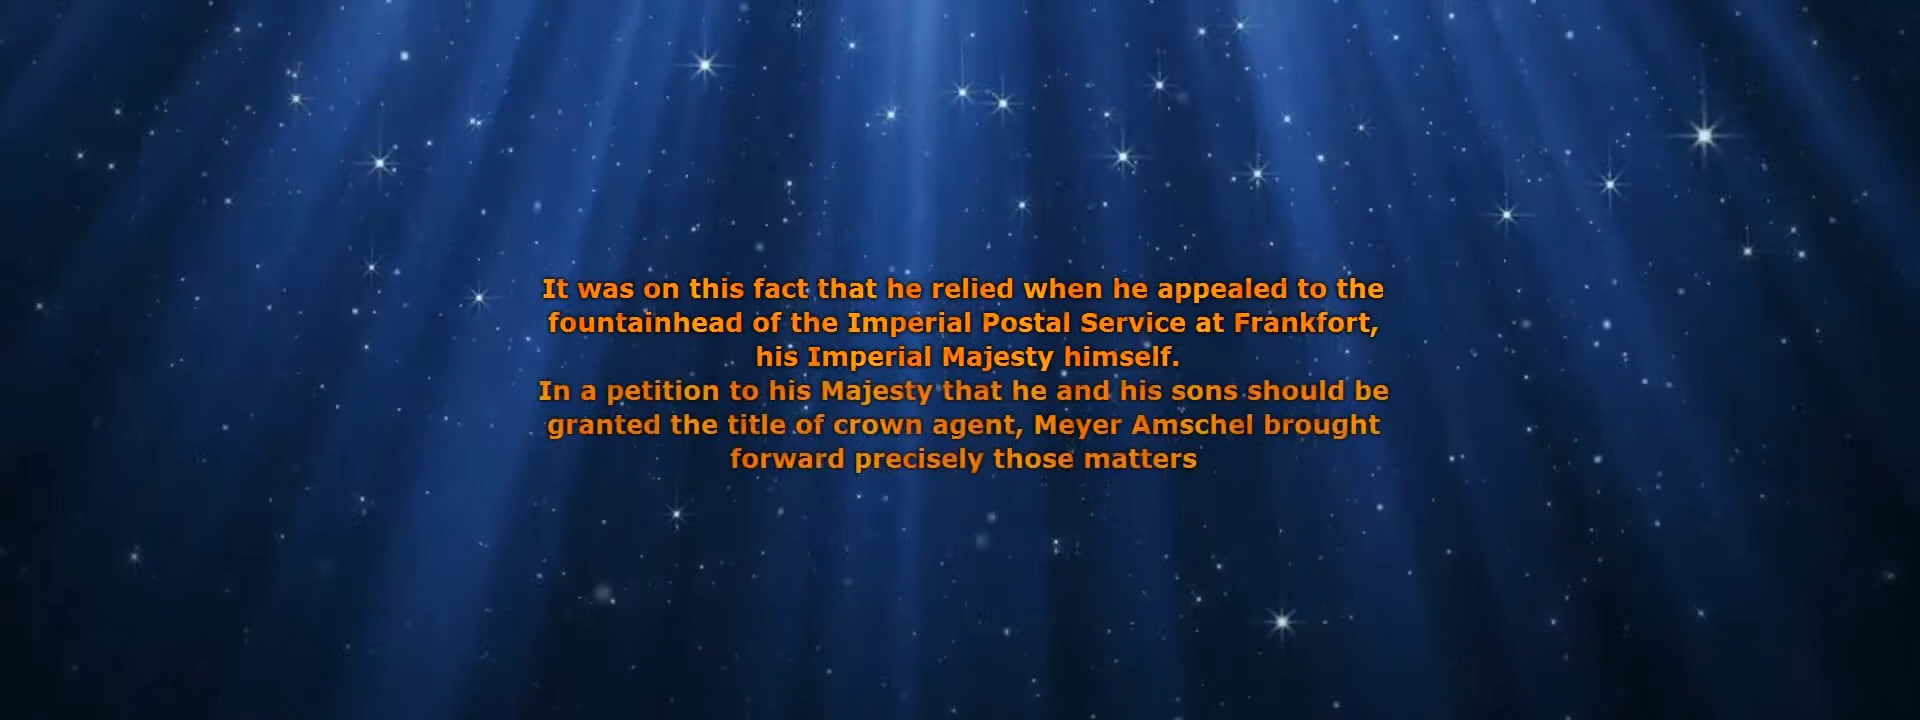 It was on this fact that he relied when he appealed to the
fountainhead of the Imperial Postal Service at Frankfort,
his Imperial Majesty himself.
In a petition to his Majesty that he and his sons should be
granted the title of crown agent, Meyer Amschel brought
forward precisely those matters